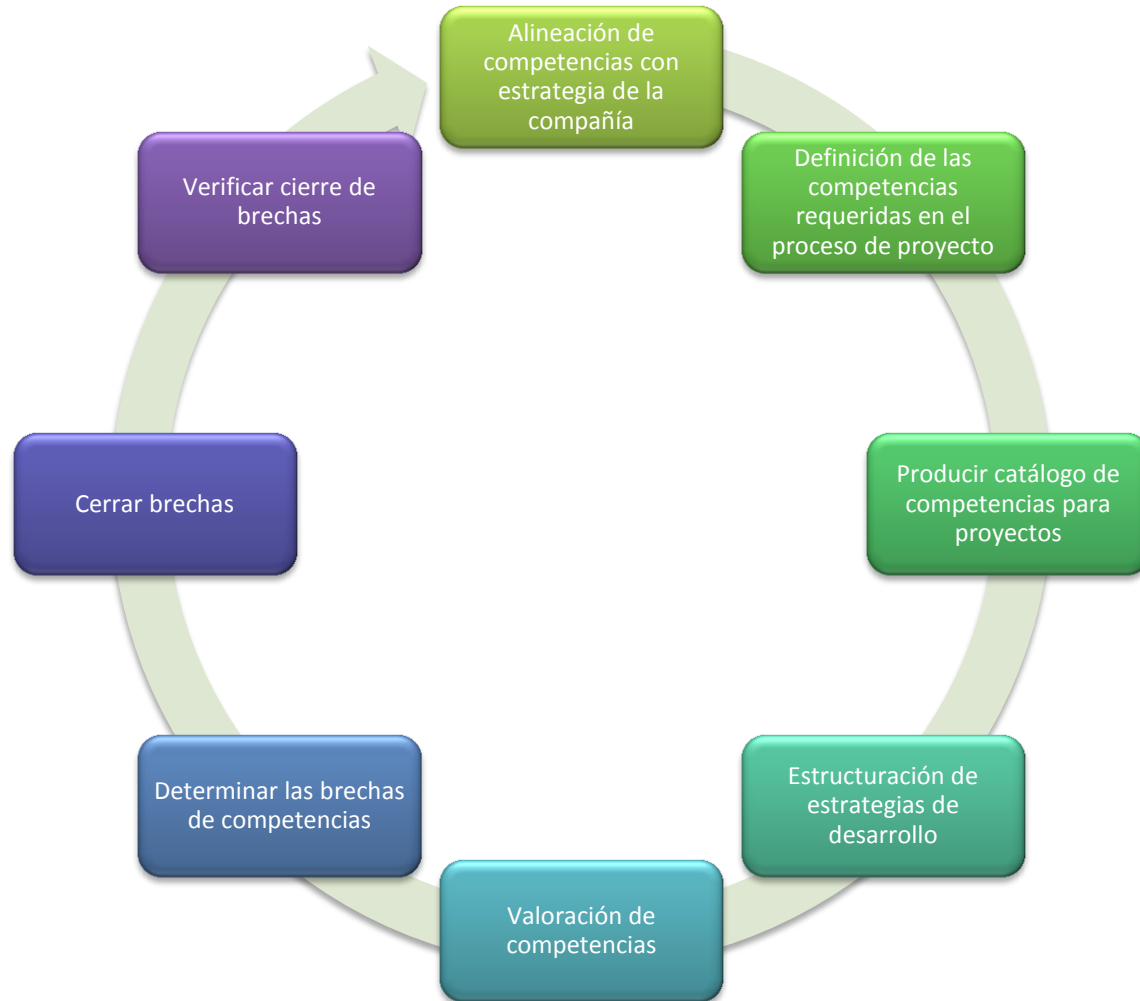 Alineación de
competencias con
estrategia de la
compañía
Definición de las
competencias
requeridas en el
proceso de proyecto
Producir catálogo de
competencias para
proyectos
Estructuración de
estrategias de
desarrollo
Valoración de
competencias
Determinar las brechas
de competencias
Cerrar brechas
Verificar cierre de
brechas